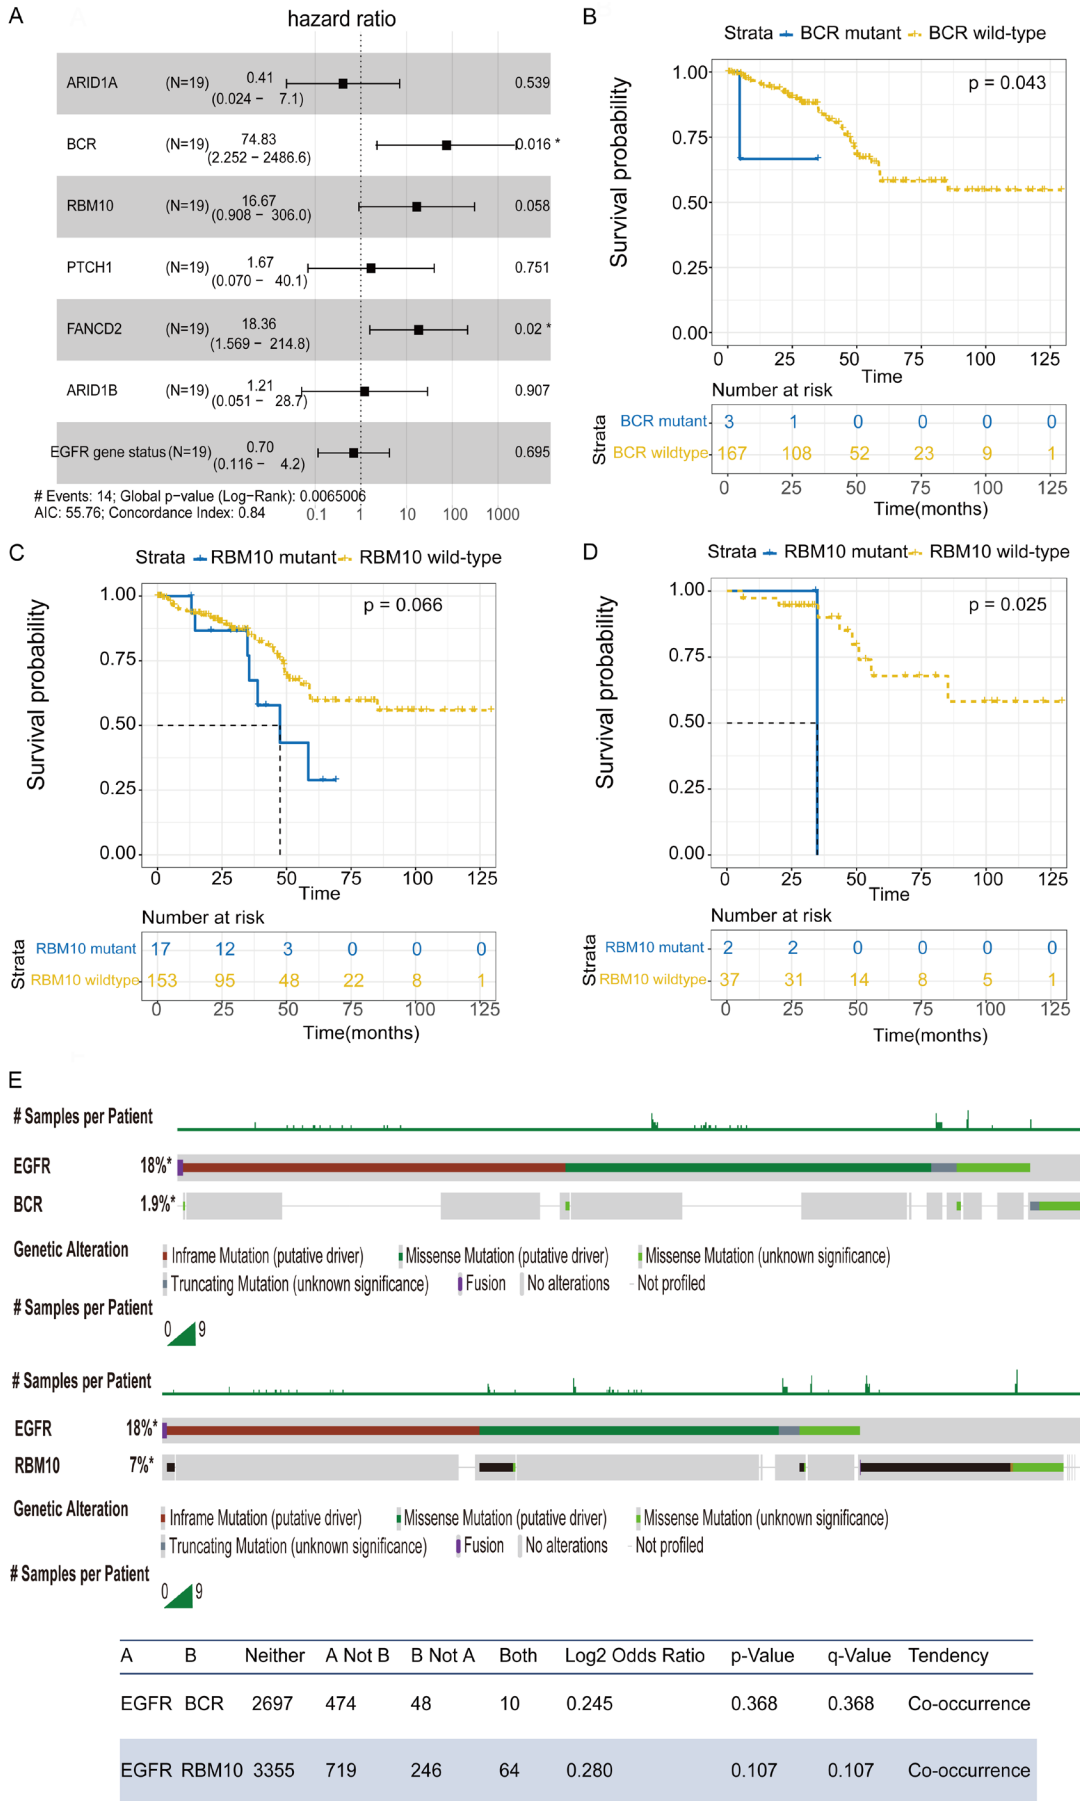 A
hazard ratio
ARID1A (N=19) 0.41 (0.024 − 7.1) 0.539
BCR (N=19) 74.83 (2.252 − 2486.6) 0.016 *
RBM10 (N=19) 16.67 (0.908 − 306.0) 0.058
PTCH1 (N=19) 1.67 (0.070 − 40.1) 0.751
FANCD2 (N=19) 18.36 (1.569 − 214.8) 0.02 *
ARID1B (N=19) 1.21 (0.051 − 28.7) 0.907
EGFR gene status (N=19) 0.70 (0.116 − 4.2) 0.695
# Events: 14; Global p−value (Log−Rank): 0.0065006
AIC: 55.76; Concordance Index: 0.84
0.1 1 10 100 1000
B
Strata BCR mutant BCR wild-type
p = 0.043
Survival probability
1.00
0.75
0.50
0.25
0.00
0 25 50 75 100 125
Time
Number at risk
Strata
BCR mutant 3 1 0 0 0 0
BCR wildtype 167 108 52 23 9 1
0 25 50 75 100 125
Time(months)
C
Strata RBM10 mutant RBM10 wild-type
p = 0.066
Survival probability
1.00
0.75
0.50
0.25
0.00
0 25 50 75 100 125
Time
Number at risk
Strata
RBM10 mutant 17 12 3 0 0 0
RBM10 wildtype 153 95 48 22 8 1
0 25 50 75 100 125
Time(months)
D
Strata RBM10 mutant RBM10 wild-type
p = 0.025
Survival probability
1.00
0.75
0.50
0.25
0.00
0 25 50 75 100 125
Time
Number at risk
Strata
RBM10 mutant 2 2 0 0 0 0
RBM10 wildtype 37 31 14 8 5 1
0 25 50 75 100 125
Time(months)
E
# Samples per Patient
EGFR 18%*
BCR 1.9%*
Genetic Alteration Inframe Mutation (putative driver) Missense Mutation (putative driver) Missense Mutation (unknown significance)
Truncating Mutation (unknown significance) Fusion No alterations Not profiled
# Samples per Patient
0 9
# Samples per Patient
EGFR 18%*
RBM10 7%*
Genetic Alteration Inframe Mutation (putative driver) Missense Mutation (putative driver) Missense Mutation (unknown significance)
Truncating Mutation (unknown significance) Fusion No alterations Not profiled
# Samples per Patient
0 9
A B Neither A Not B B Not A Both Log2 Odds Ratio p-Value q-Value Tendency
EGFR BCR 2697 474 48 10 0.245 0.368 0.368 Co-occurrence
EGFR RBM10 3355 719 246 64 0.280 0.107 0.107 Co-occurrence